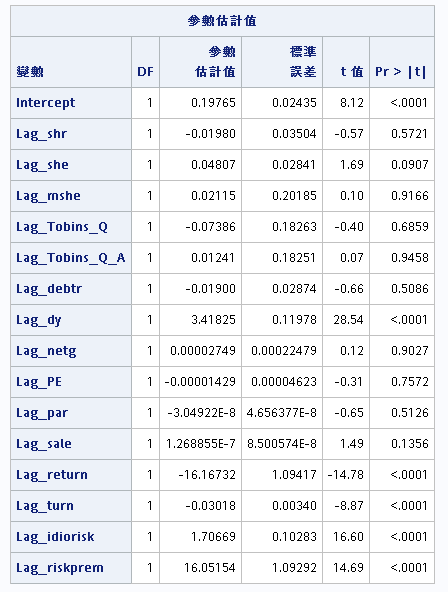 參數估計值
變數 DF 參數估計值 標準誤差 t 值 Pr > |t|
Intercept 1 0.19765 0.02435 8.12 <.0001
Lag_shr 1 -0.01980 0.03504 -0.57 0.5721
Lag_she 1 0.04807 0.02841 1.69 0.0907
Lag_mshe 1 0.02115 0.20185 0.10 0.9166
Lag_Tobins_Q 1 -0.07386 0.18263 -0.40 0.6859
Lag_Tobins_Q_A 1 0.01241 0.18251 0.07 0.9458
Lag_debtr 1 -0.01900 0.02874 -0.66 0.5086
Lag_dy 1 3.41825 0.11978 28.54 <.0001
Lag_netg 1 0.00002749 0.00022479 0.12 0.9027
Lag_PE 1 -0.00001429 0.00004623 -0.31 0.7572
Lag_par 1 -3.04922E-8 4.656377E-8 -0.65 0.5126
Lag_sale 1 1.268855E-7 8.500574E-8 1.49 0.1356
Lag_return 1 -16.16732 1.09417 -14.78 <.0001
Lag_turn 1 -0.03018 0.00340 -8.87 <.0001
Lag_idiorisk 1 1.70669 0.10283 16.60 <.0001
Lag_riskprem 1 16.05154 1.09292 14.69 <.0001